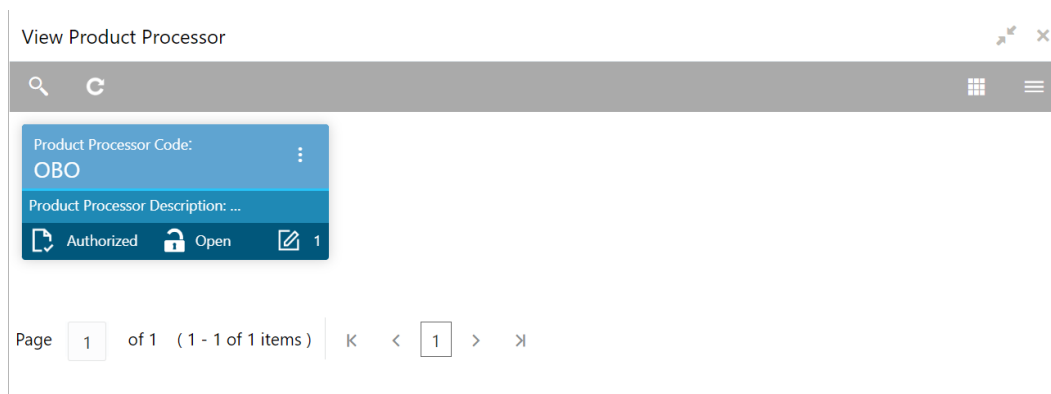 View Product Processor
Product Processor Code:
OBO
Product Processor Description: ...
Authorized Open 1
Page 1 of 1 ( 1 - 1 of 1 items ) 1